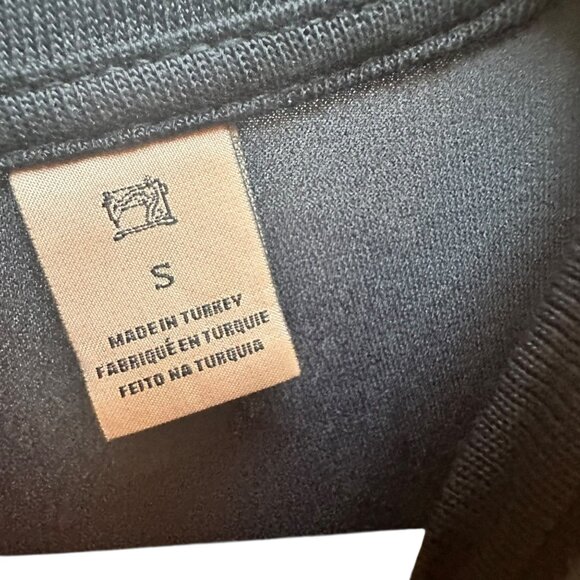 S
MADE IN TURKEY
FABRIQUÉ EN TURQUIE
FEITO NA TURQUIA